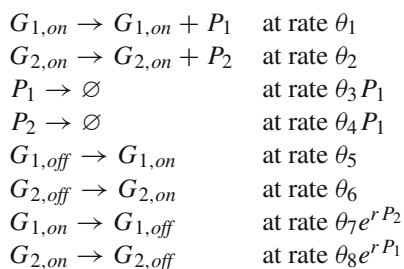 G₁,on → G₁,on + P₁ at rate θ₁
G₂,on → G₂,on + P₂ at rate θ₂
P₁ → ∅ at rate θ₃P₁
P₂ → ∅ at rate θ₄P₁
G₁,off → G₁,on at rate θ₅
G₂,off → G₂,on at rate θ₆
G₁,on → G₁,off at rate θ₇e^{rP₂}
G₂,on → G₂,off at rate θ₈e^{rP₁}